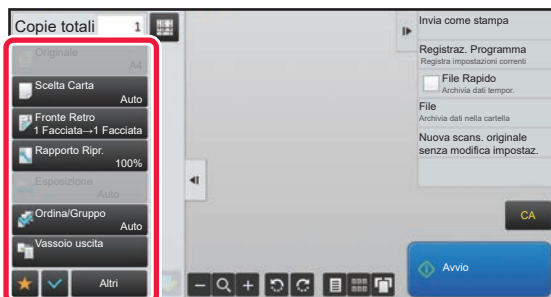 Copie totali 1
Originale
A4
Scelta Carta
Auto
Fronte Retro
1 Facciata→1 Facciata
Rapporto Ripr.
100%
Esposizione
Auto
Ordina/Gruppo
Auto
Vassoio uscita
Altri
Invia come stampa
Registraz. Programma
Registra impostazioni correnti
File Rapido
Archivia dati tempor.
File
Archivia dati nella cartella
Nuova scans. originale
senza modifica impostaz.
CA
Avvio